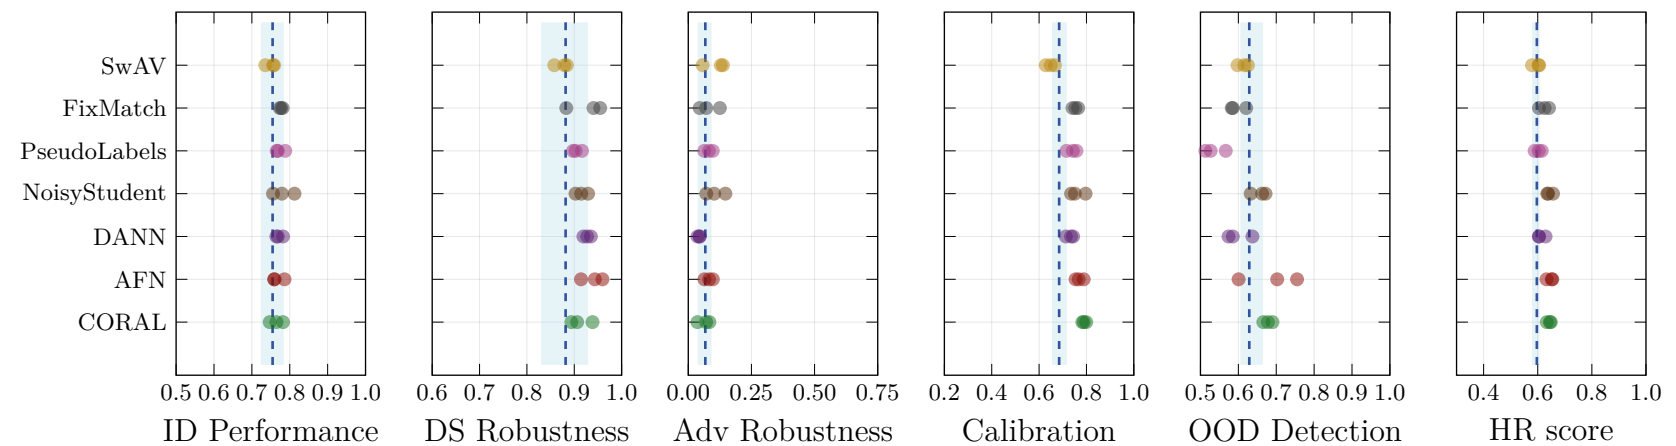 SwAV
FixMatch
PseudoLabels
NoisyStudent
DANN
AFN
CORAL
0.5 0.6 0.7 0.8 0.9 1.0
ID Performance
0.6 0.7 0.8 0.9 1.0
DS Robustness
0.00 0.25 0.50 0.75
Adv Robustness
0.2 0.4 0.6 0.8 1.0
Calibration
0.5 0.6 0.7 0.8 0.9 1.0
OOD Detection
0.4 0.6 0.8 1.0
HR score